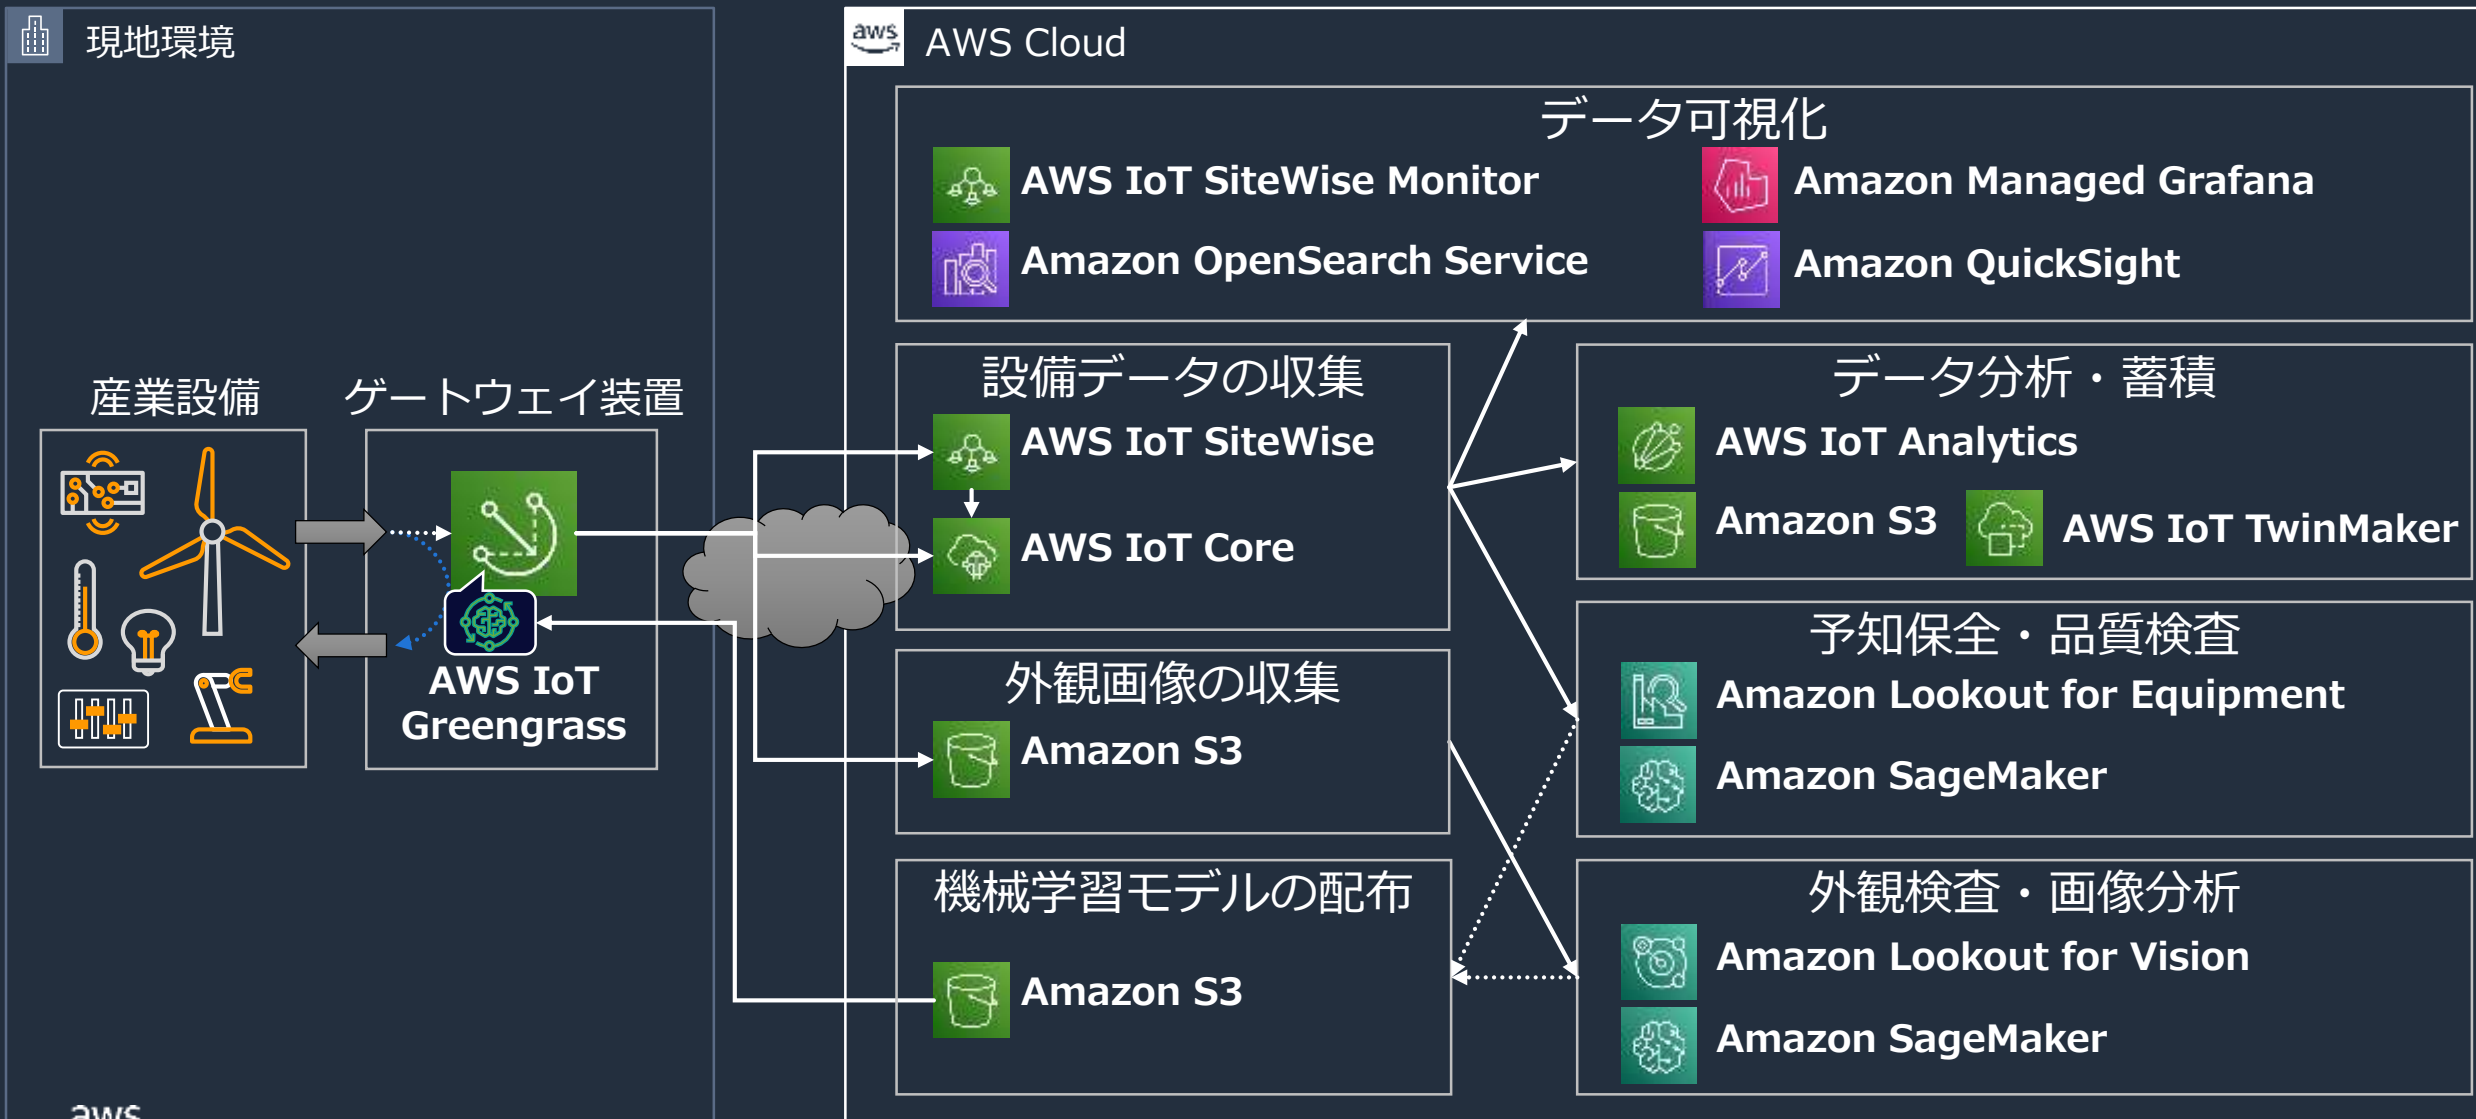 現地環境
産業設備
ゲートウェイ装置
AWS IoT
Greengrass
aws
aws
AWS Cloud
データ可視化
AWS IoT SiteWise Monitor
Amazon Managed Grafana
Amazon OpenSearch Service
Amazon QuickSight
設備データの収集
AWS IoT SiteWise
AWS IoT Core
データ分析・蓄積
AWS IoT Analytics
Amazon S3
AWS IoT TwinMaker
外観画像の収集
Amazon S3
予知保全・品質検査
Amazon Lookout for Equipment
Amazon SageMaker
機械学習モデルの配布
Amazon S3
外観検査・画像分析
Amazon Lookout for Vision
Amazon SageMaker